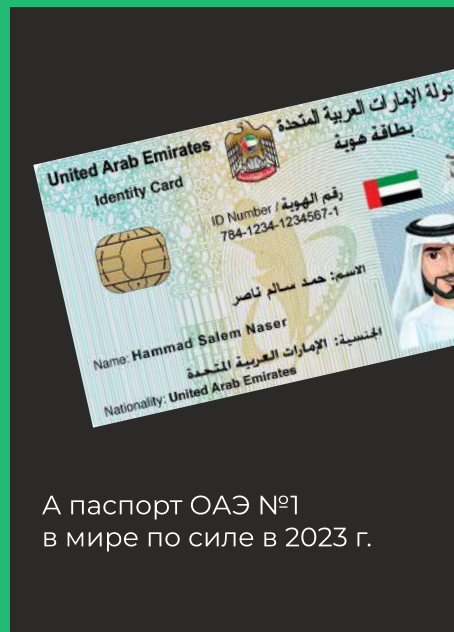 دولة الإمارات العربية المتحدة
بطاقة هوية
United Arab Emirates
Identity Card
ID Number / رقم الهوية
784-1234-1234567-1
الاسم: حمد سالم ناصر
Name: Hammad Salem Naser
الجنسية: الإمارات العربية المتحدة
Nationality: United Arab Emirates
А паспорт ОАЭ №1
в мире по силе в 2023 г.